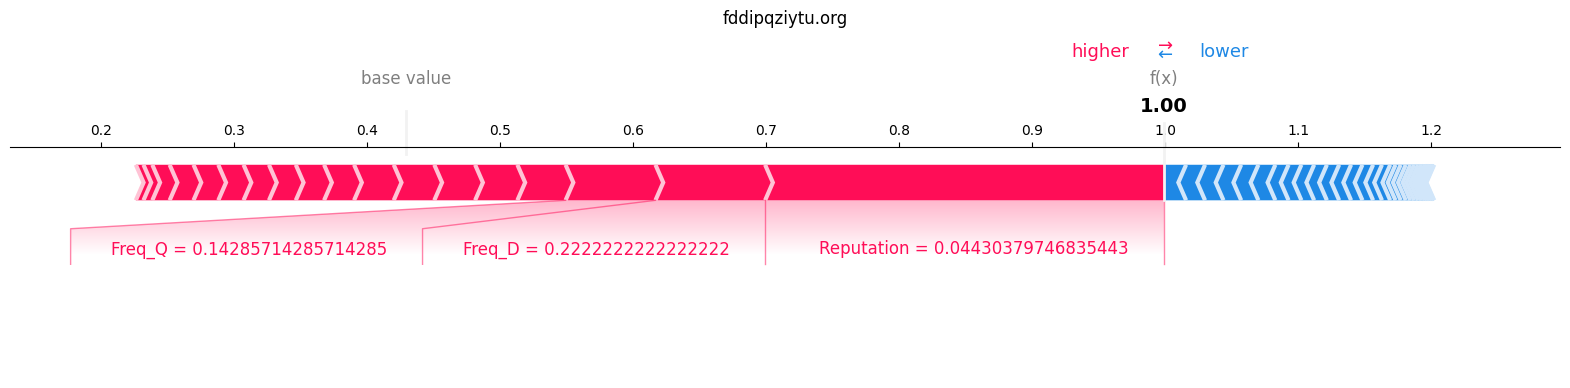 fddipqziytu.org
higher → ← lower
base value f(x)
1.00
0.2 0.3 0.4 0.5 0.6 0.7 0.8 0.9 1.0 1.1 1.2
Freq_Q = 0.14285714285714285 Freq_D = 0.2222222222222222 Reputation = 0.04430379746835443